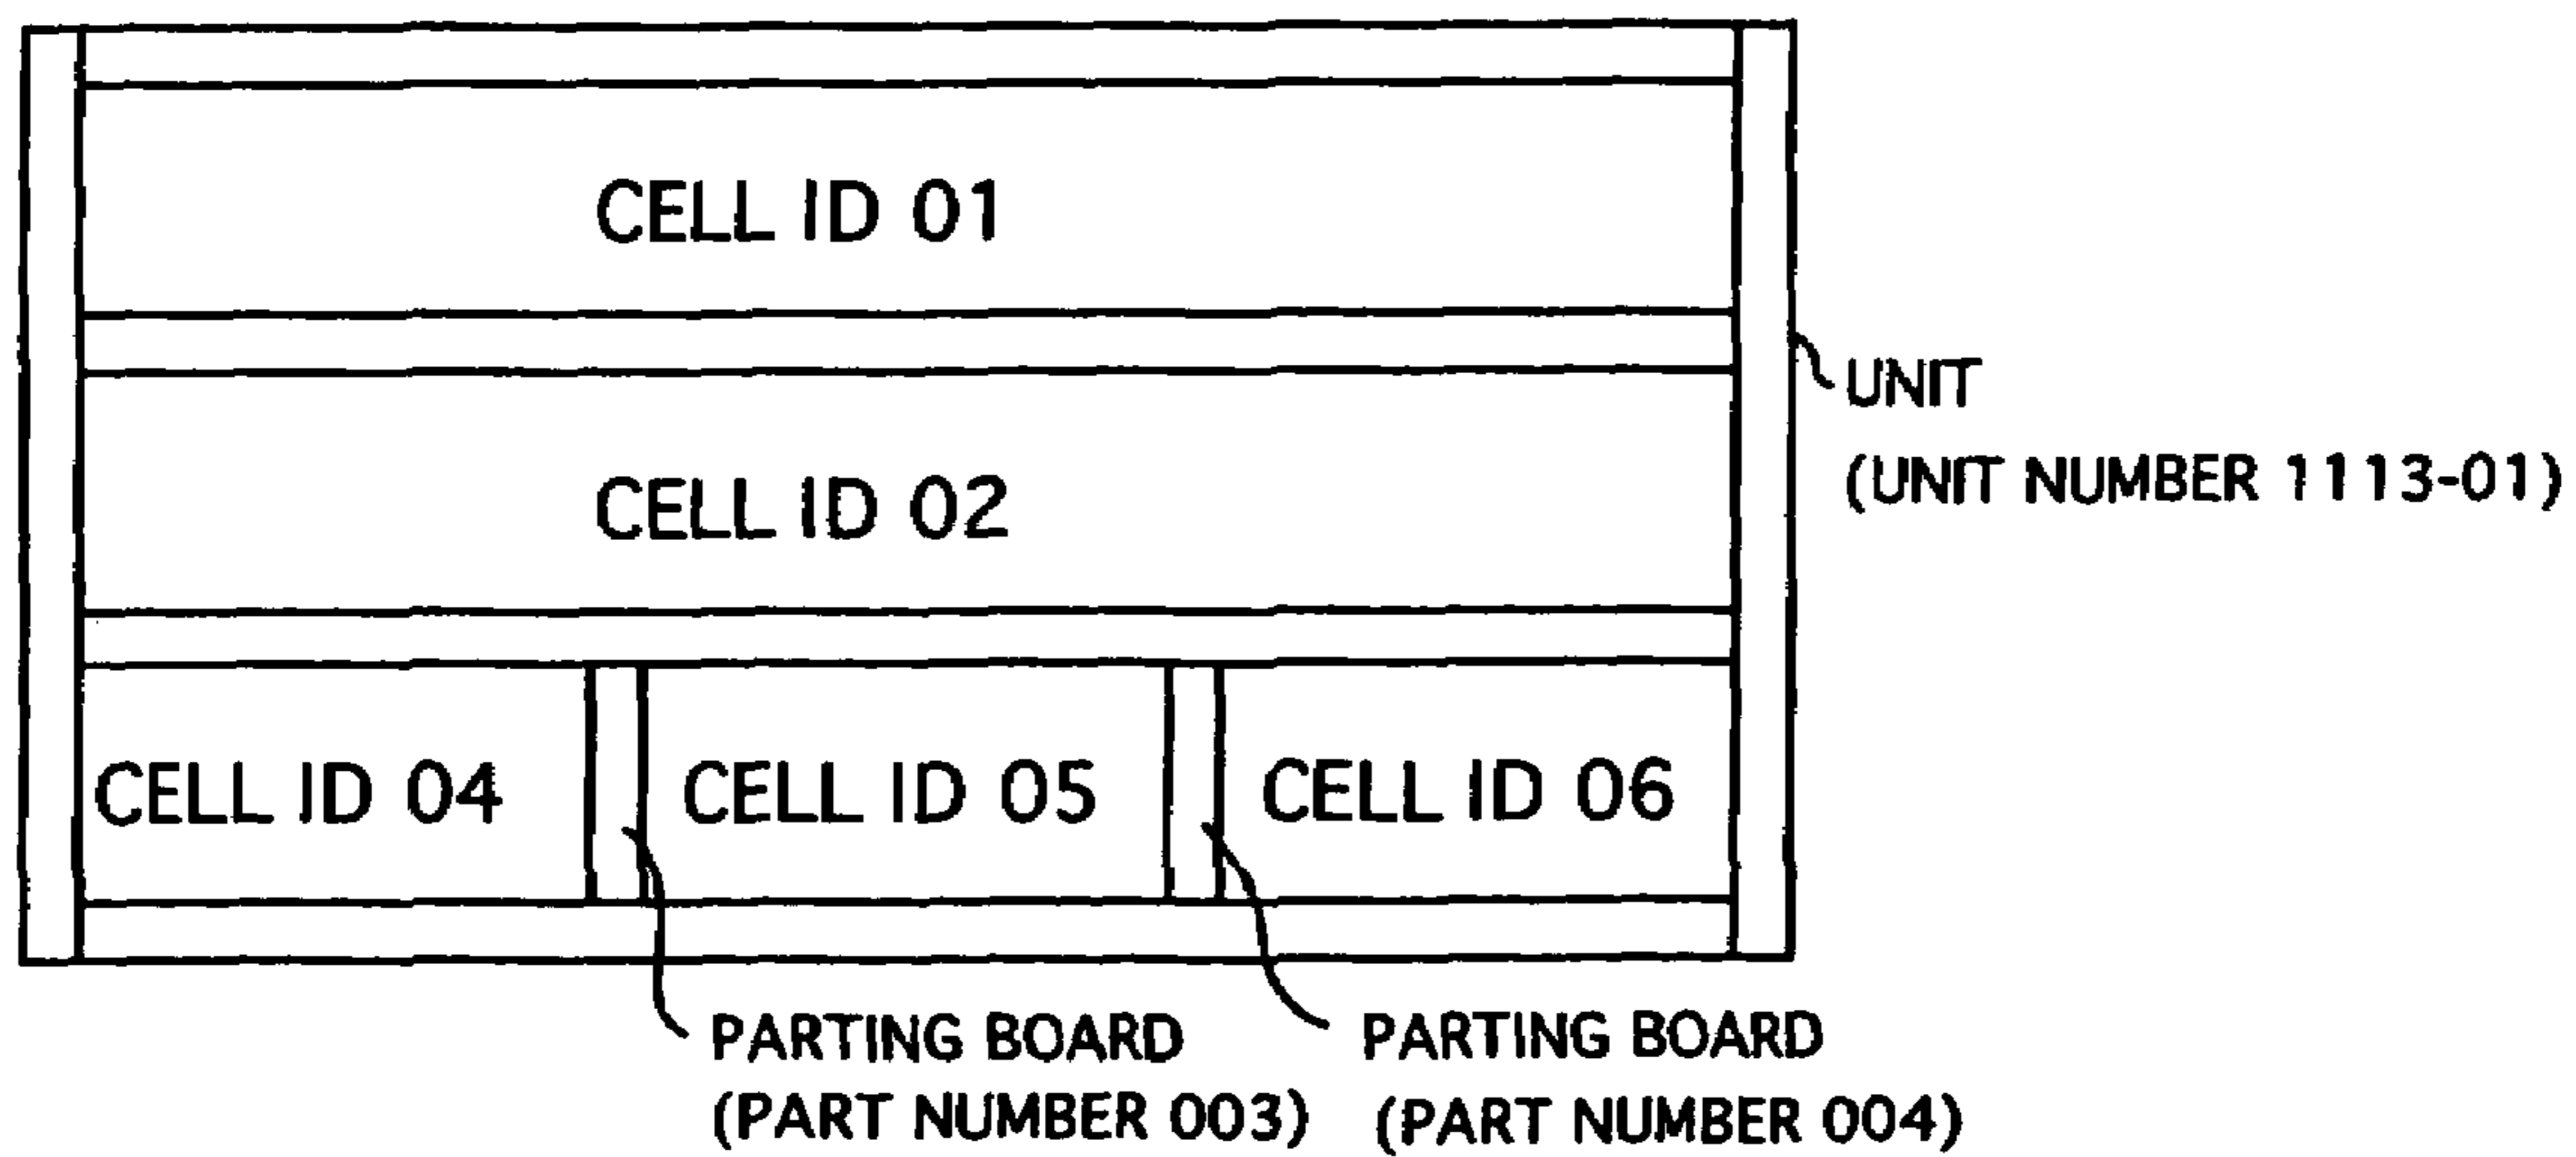 CELL ID 01
UNIT
(UNIT NUMBER 1113-01)
CELL ID 02
CELL ID 04
CELL ID 05
CELL ID 06
PARTING BOARD
(PART NUMBER 003)
PARTING BOARD
(PART NUMBER 004)